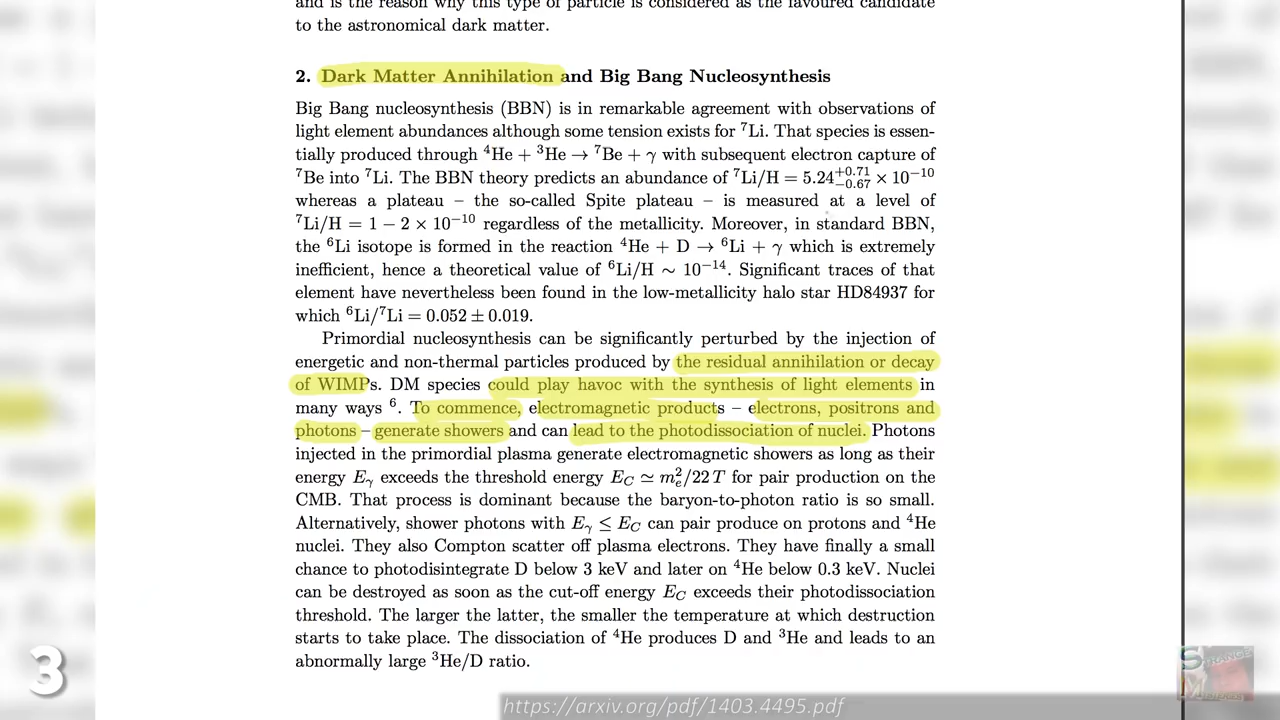 and is the reason why this type of particle is considered as the favoured candidate
to the astronomical dark matter.
2. Dark Matter Annihilation and Big Bang Nucleosynthesis
Big Bang nucleosynthesis (BBN) is in remarkable agreement with observations of
light element abundances although some tension exists for ⁷Li. That species is essen-
tially produced through ⁴He + ³He → ⁷Be + γ with subsequent electron capture of
⁷Be into ⁷Li. The BBN theory predicts an abundance of ⁷Li/H = 5.24⁺⁰·⁷¹₋₀.₆₇ × 10⁻¹⁰
whereas a plateau – the so-called Spite plateau – is measured at a level of
⁷Li/H = 1 − 2 × 10⁻¹⁰ regardless of the metallicity. Moreover, in standard BBN,
the ⁶Li isotope is formed in the reaction ⁴He + D → ⁶Li + γ which is extremely
inefficient, hence a theoretical value of ⁶Li/H ∼ 10⁻¹⁴. Significant traces of that
element have nevertheless been found in the low-metallicity halo star HD84937 for
which ⁶Li/⁷Li = 0.052 ± 0.019.
Primordial nucleosynthesis can be significantly perturbed by the injection of
energetic and non-thermal particles produced by the residual annihilation or decay
of WIMPs. DM species could play havoc with the synthesis of light elements in
many ways ⁶. To commence, electromagnetic products – electrons, positrons and
photons – generate showers and can lead to the photodissociation of nuclei. Photons
injected in the primordial plasma generate electromagnetic showers as long as their
energy Eγ exceeds the threshold energy E_C ≃ mₑ²/22 T for pair production on the
CMB. That process is dominant because the baryon-to-photon ratio is so small.
Alternatively, shower photons with Eγ ≤ E_C can pair produce on protons and ⁴He
nuclei. They also Compton scatter off plasma electrons. They have finally a small
chance to photodisintegrate D below 3 keV and later on ⁴He below 0.3 keV. Nuclei
can be destroyed as soon as the cut-off energy E_C exceeds their photodissociation
threshold. The larger the latter, the smaller the temperature at which destruction
starts to take place. The dissociation of ⁴He produces D and ³He and leads to an
abnormally large ³He/D ratio.
3
https://arxiv.org/pdf/1403.4495.pdf
STRANGE